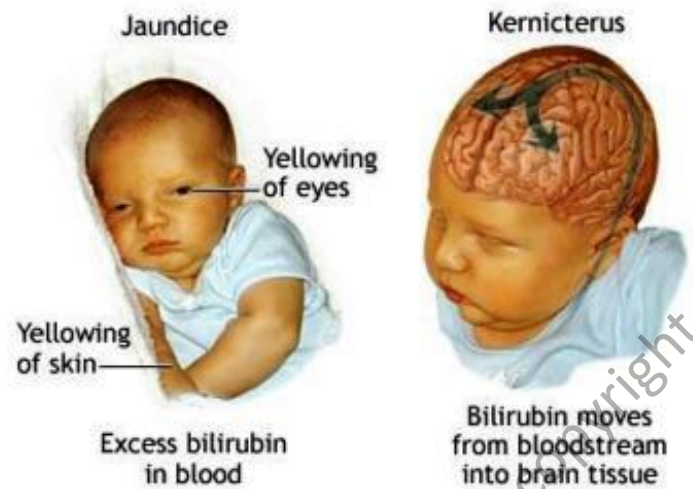 Jaundice
Yellowing
of eyes
Yellowing
of skin
Excess bilirubin
in blood
Kernicterus
Bilirubin moves
from bloodstream
into brain tissue
copyright